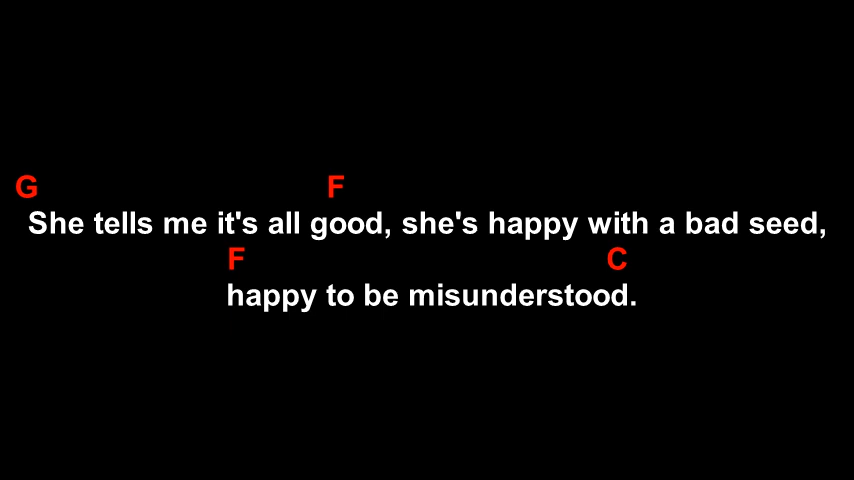 G F
She tells me it's all good, she's happy with a bad seed,
F C
happy to be misunderstood.